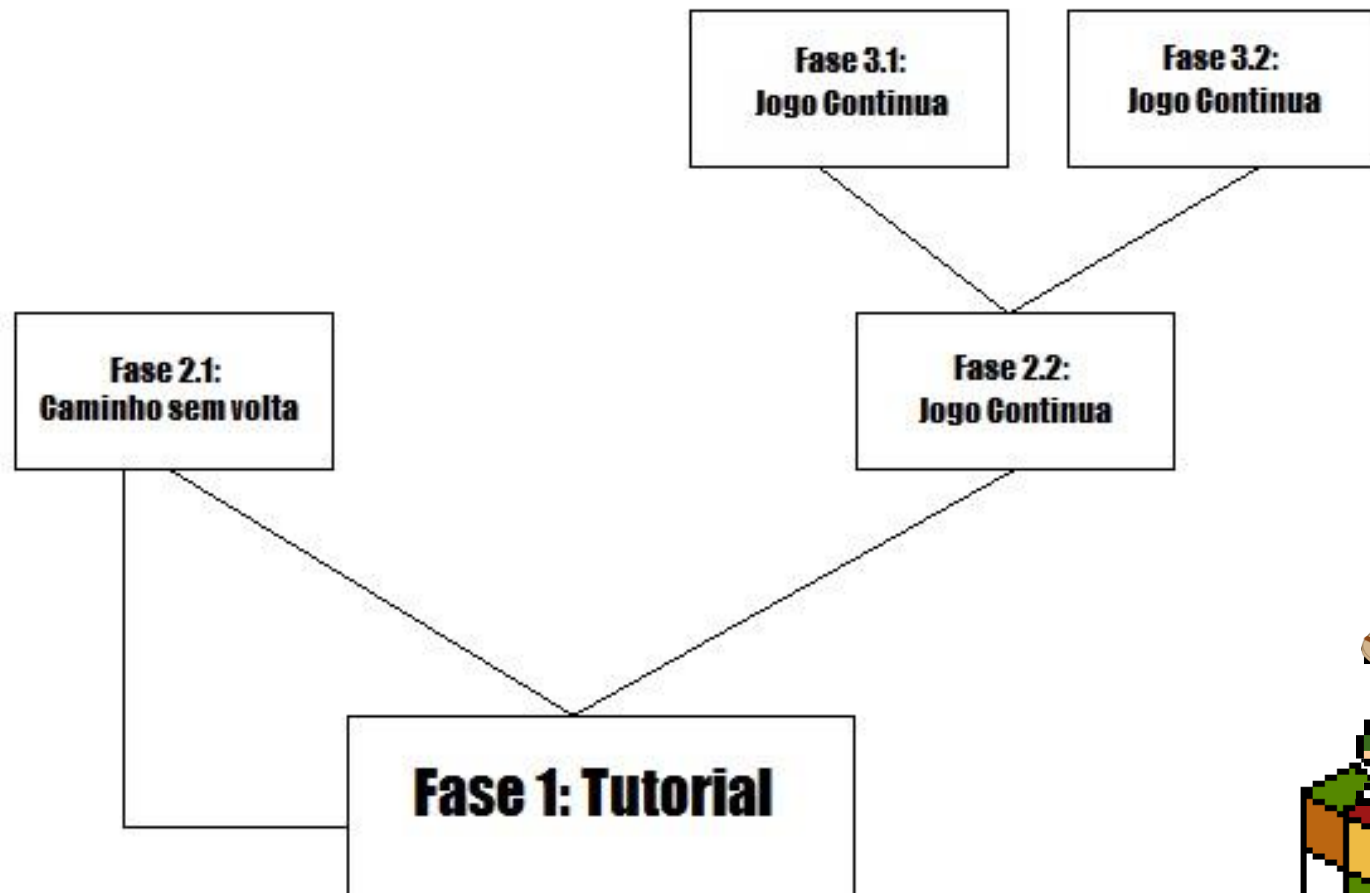 Fase 3.1:
Jogo Continua
Fase 3.2:
Jogo Continua
Fase 2.1:
Caminho sem volta
Fase 2.2:
Jogo Continua
Fase 1: Tutorial